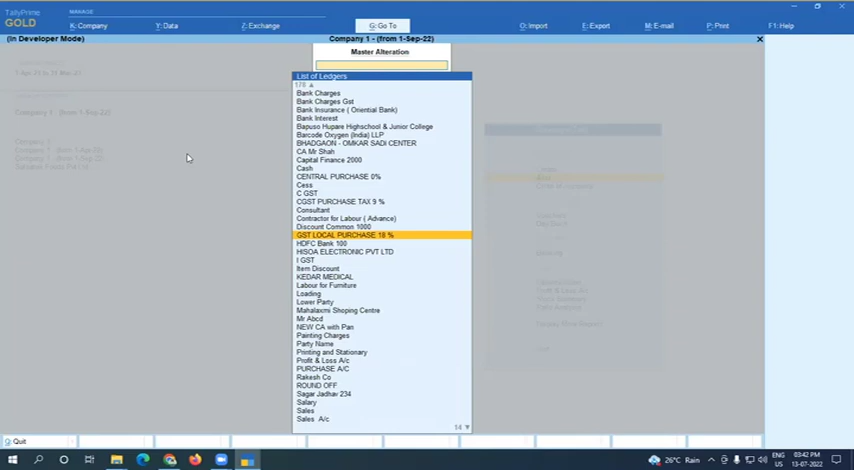 TallyPrime
GOLD
MANAGE
K: Company
Y: Data
Z: Exchange
G: Go To
O: Import
E: Export
M: E-mail
P: Print
F1: Help
(In Developer Mode)
Company 1 - (from 1-Sep-22)
Master Alteration
List of Ledgers
178
Bank Charges
Bank Charges Gst
Bank Insurance ( Oriential Bank)
Bank Interest
Bapuso Hupare Highschool & Junior College
Barcode Oxygen (India) LLP
BHADGAON - OMKAR SADI CENTER
CA Mr Shah
Capital Finance 2000
Cash
CENTRAL PURCHASE 0%
Cess
C GST
CGST PURCHASE TAX 9 %
Consultant
Contractor for Labour ( Advance)
Discount Common 1000
GST LOCAL PURCHASE 18 %
HDFC Bank 100
HISOA ELECTRONIC PVT LTD
I GST
Item Discount
KEDAR MEDICAL
Labour for Furniture
Loading
Lower Party
Mahalaxmi Shoping Centre
Mr Abcd
NEW CA with Pan
Painting Charges
Party Name
Printing and Stationary
Profit & Loss A/c
PURCHASE A/C
Rakesh Co
ROUND OFF
Sagar Jadhav 234
Salary
Sales
Sales A/c
14
Q: Quit
26°C Rain
ENG
US
03:42 PM
13-07-2022